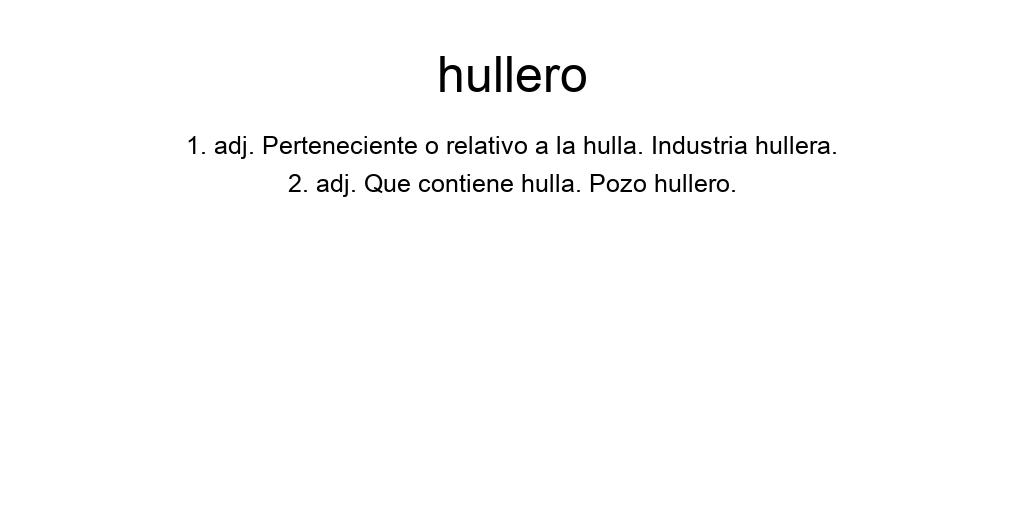 hullero
1. adj. Perteneciente o relativo a la hulla. Industria hullera.
2. adj. Que contiene hulla. Pozo hullero.